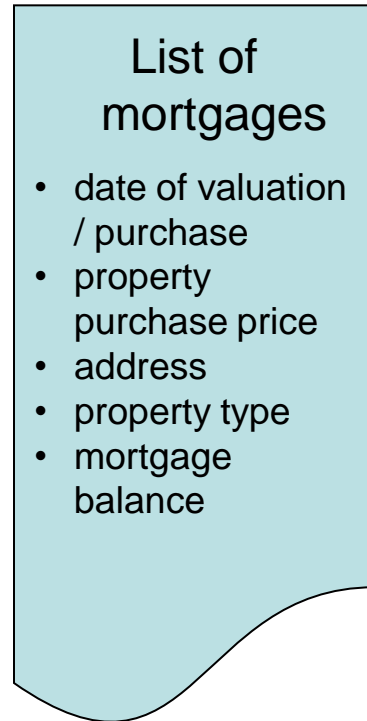 List of
mortgages
• date of valuation
/ purchase
• property
purchase price
• address
• property type
• mortgage
balance